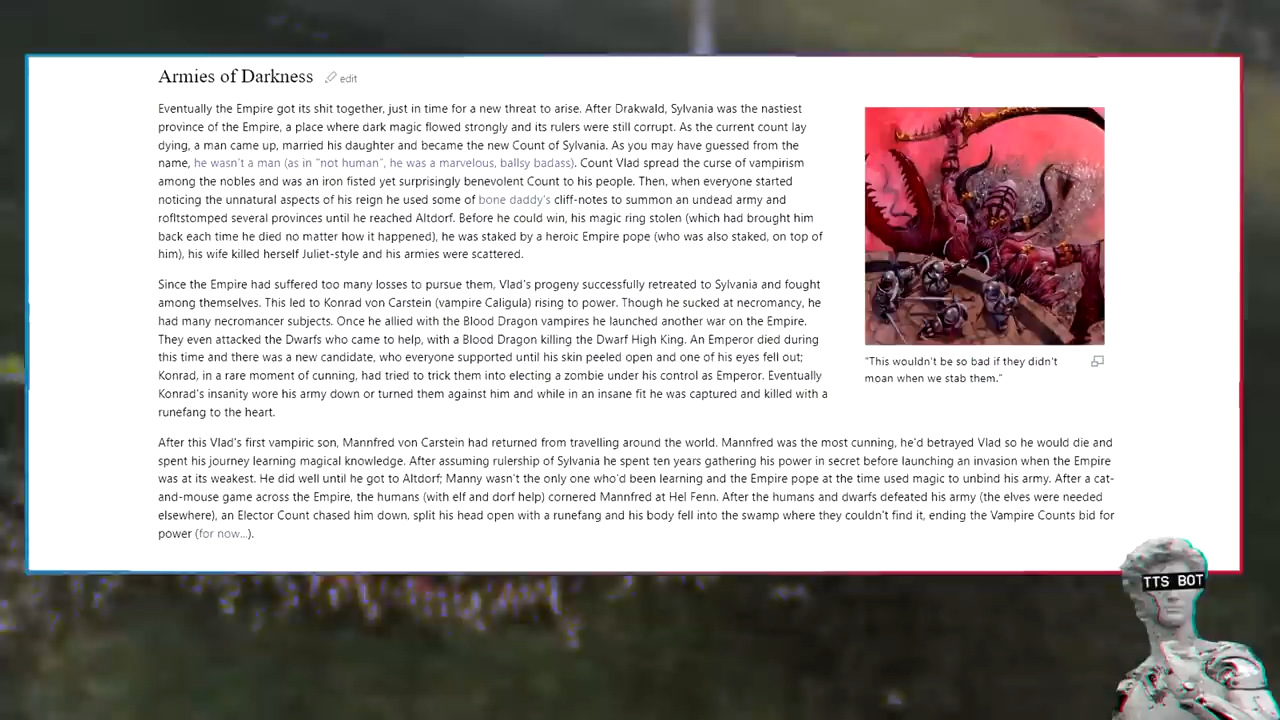 Armies of Darkness edit
Eventually the Empire got its shit together, just in time for a new threat to arise. After Drakwald, Sylvania was the nastiest
province of the Empire, a place where dark magic flowed strongly and its rulers were still corrupt. As the current count lay
dying, a man came up, married his daughter and became the new Count of Sylvania. As you may have guessed from the
name, he wasn't a man (as in "not human", he was a marvelous, ballsy badass). Count Vlad spread the curse of vampirism
among the nobles and was an iron fisted yet surprisingly benevolent Count to his people. Then, when everyone started
noticing the unnatural aspects of his reign he used some of bone daddy's cliff-notes to summon an undead army and
rofltstomped several provinces until he reached Altdorf. Before he could win, his magic ring stolen (which had brought him
back each time he died no matter how it happened), he was staked by a heroic Empire pope (who was also staked, on top of
him), his wife killed herself Juliet-style and his armies were scattered.
Since the Empire had suffered too many losses to pursue them, Vlad's progeny successfully retreated to Sylvania and fought
among themselves. This led to Konrad von Carstein (vampire Caligula) rising to power. Though he sucked at necromancy, he
had many necromancer subjects. Once he allied with the Blood Dragon vampires he launched another war on the Empire.
They even attacked the Dwarfs who came to help, with a Blood Dragon killing the Dwarf High King. An Emperor died during
this time and there was a new candidate, who everyone supported until his skin peeled open and one of his eyes fell out;
Konrad, in a rare moment of cunning, had tried to trick them into electing a zombie under his control as Emperor. Eventually
Konrad's insanity wore his army down or turned them against him and while in an insane fit he was captured and killed with a
runefang to the heart.
"This wouldn't be so bad if they didn't
moan when we stab them."
After this Vlad's first vampiric son, Mannfred von Carstein had returned from travelling around the world. Mannfred was the most cunning, he'd betrayed Vlad so he would die and
spent his journey learning magical knowledge. After assuming rulership of Sylvania he spent ten years gathering his power in secret before launching an invasion when the Empire
was at its weakest. He did well until he got to Altdorf; Manny wasn't the only one who'd been learning and the Empire pope at the time used magic to unbind his army. After a cat-
and-mouse game across the Empire, the humans (with elf and dorf help) cornered Mannfred at Hel Fenn. After the humans and dwarfs defeated his army (the elves were needed
elsewhere), an Elector Count chased him down, split his head open with a runefang and his body fell into the swamp where they couldn't find it, ending the Vampire Counts bid for
power (for now...).
TTS BOT